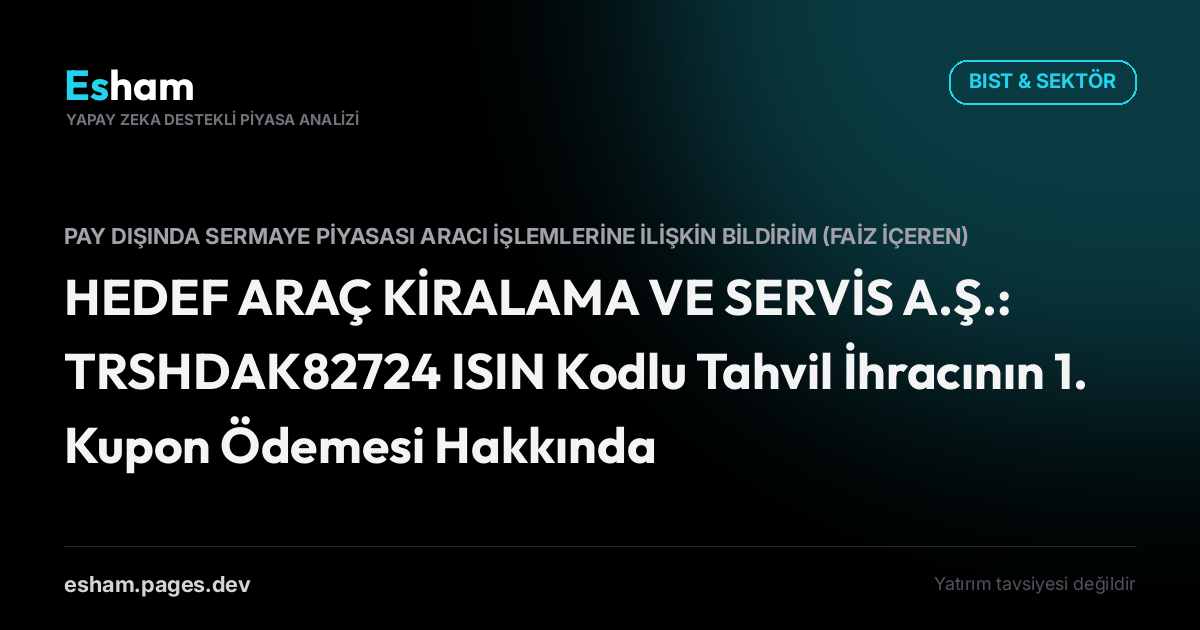 Esham
YAPAY ZEKA DESTEKLİ PİYASA ANALİZİ
BIST & SEKTÖR
PAY DIŞINDA SERMAYE PİYASASI ARACI İŞLEMLERİNE İLİŞKİN BİLDİRİM (FAİZ İÇEREN)
HEDEF ARAÇ KİRALAMA VE SERVİS A.Ş.:
TRSHDAK82724 ISIN Kodlu Tahvil İhracının 1.
Kupon Ödemesi Hakkında
esham.pages.dev
Yatırım tavsiyesi değildir